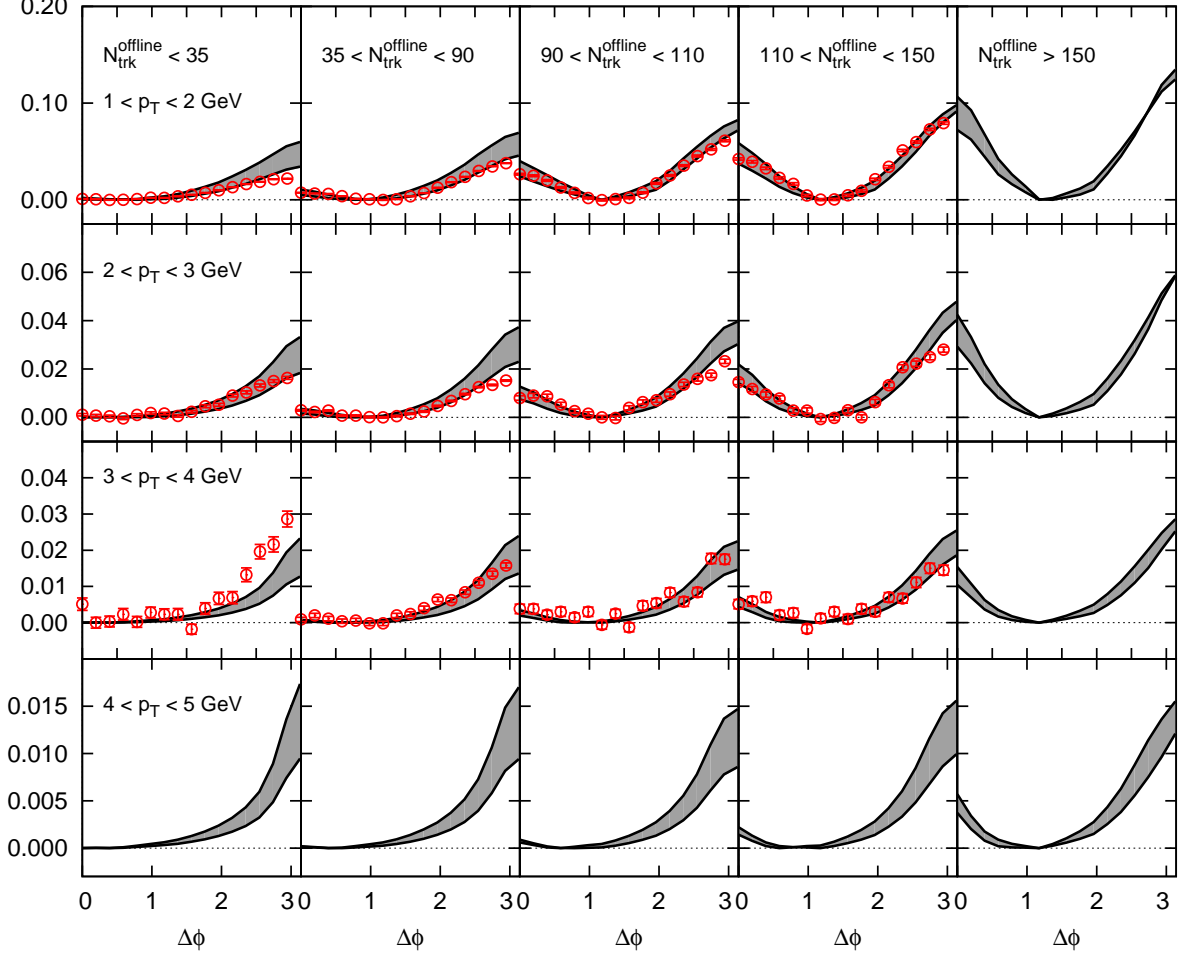 0.20
N_trk^offline < 35
35 < N_trk^offline < 90
90 < N_trk^offline < 110
110 < N_trk^offline < 150
N_trk^offline > 150
1 < p_T < 2 GeV
0.10
0.00
2 < p_T < 3 GeV
0.06
0.04
0.02
0.00
3 < p_T < 4 GeV
0.04
0.03
0.02
0.01
0.00
4 < p_T < 5 GeV
0.015
0.010
0.005
0.000
0 1 2 3 0 1 2 3 0 1 2 3 0 1 2 3 0 1 2 3
Δϕ Δϕ Δϕ Δϕ Δϕ